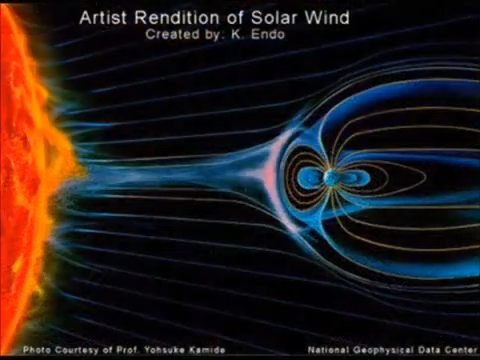 Artist Rendition of Solar Wind
Created by: K. Endo
Photo Courtesy of Prof. Yohsuke Kamide
National Geophysical Data Center